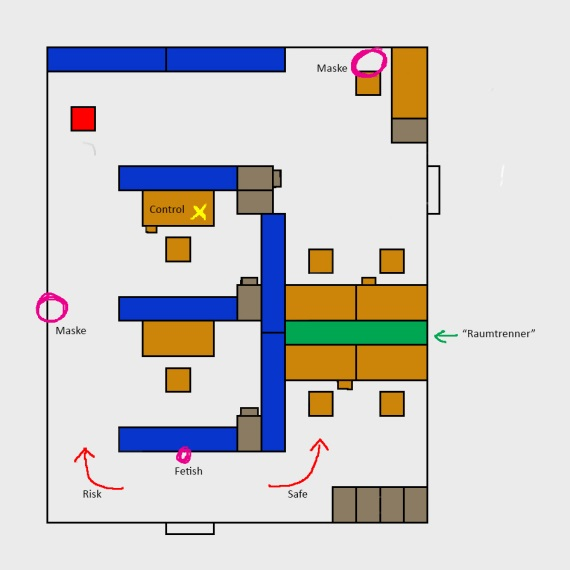 Maske
Control
Maske
“Raumtrenner”
Fetish
Risk
Safe